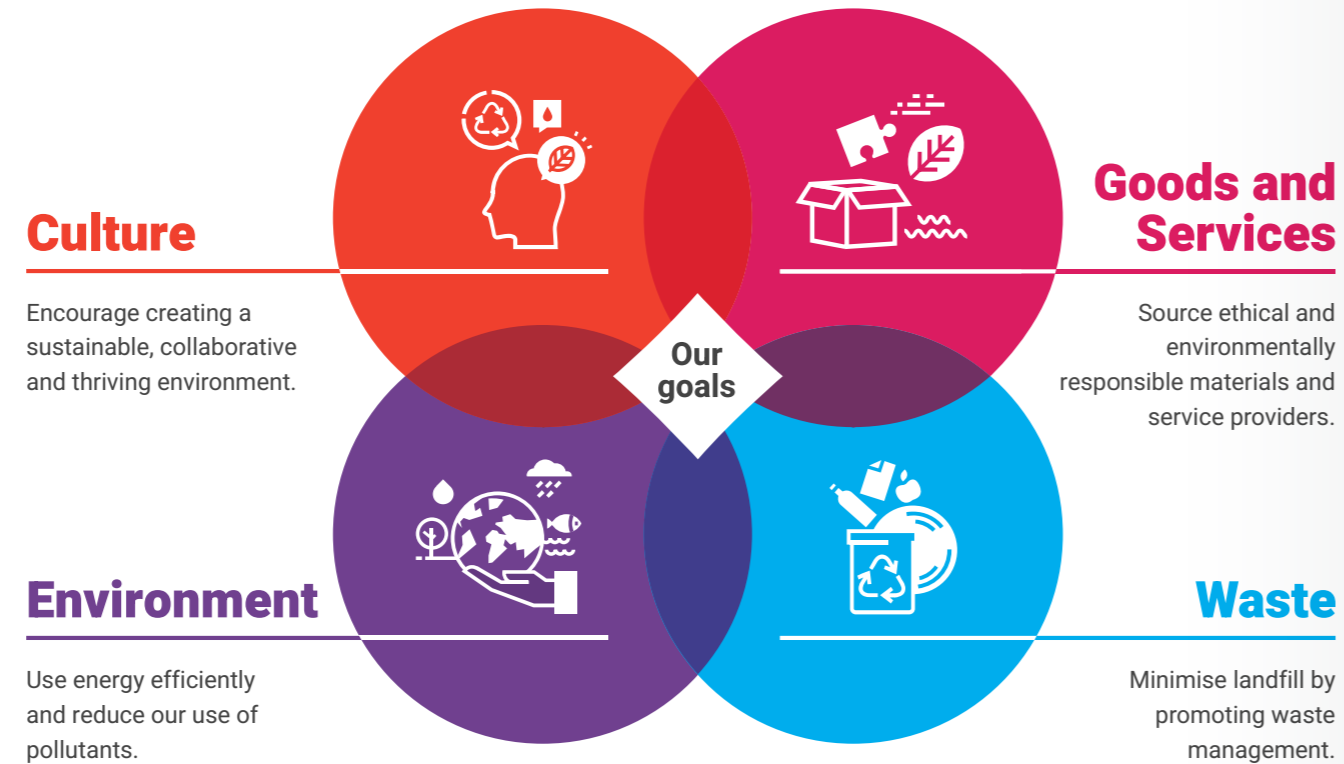 Culture
Encourage creating a
sustainable, collaborative
and thriving environment.
Goods and
Services
Source ethical and
environmentally
responsible materials and
service providers.
Our
goals
Environment
Use energy efficiently
and reduce our use of
pollutants.
Waste
Minimise landfill by
promoting waste
management.